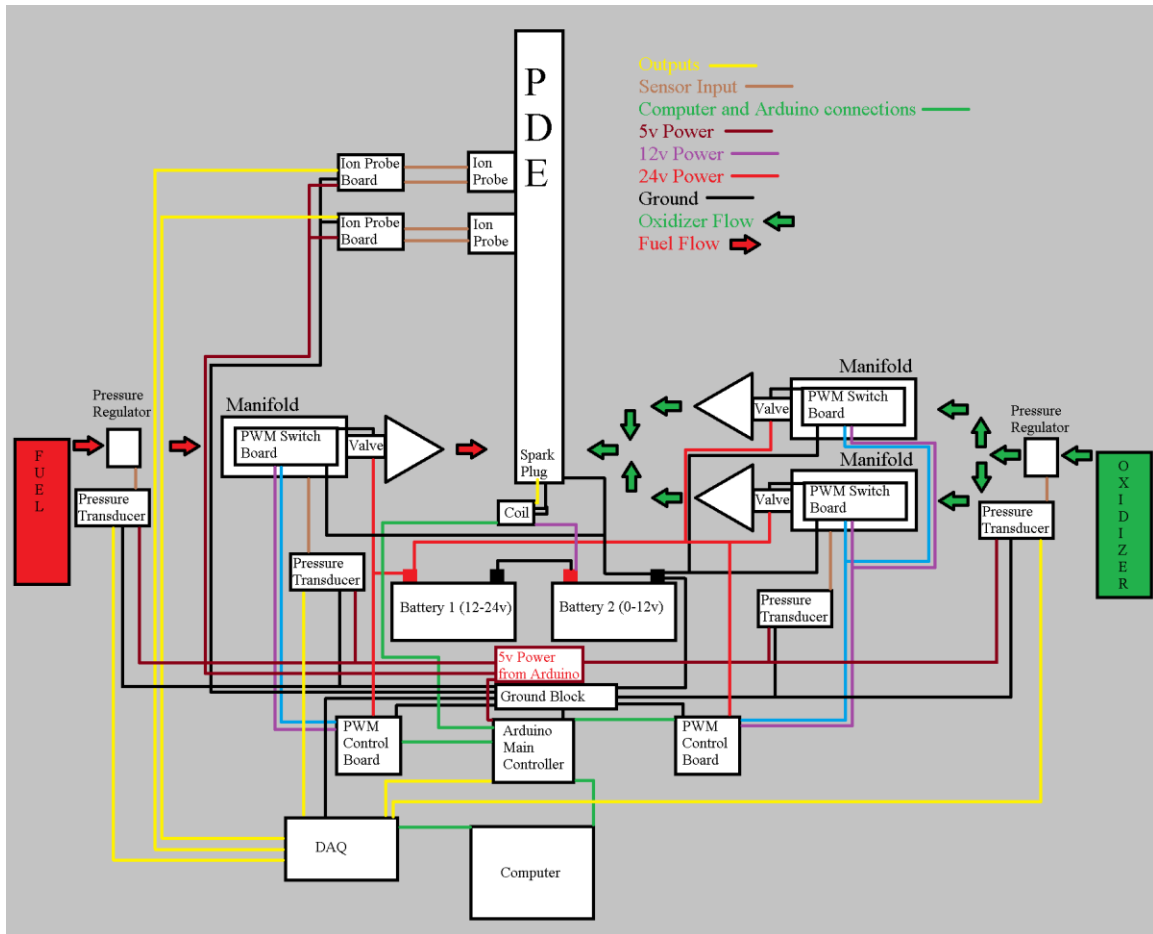 P
D
E
Outputs
Sensor Input
Computer and Arduino connections
5v Power
12v Power
24v Power
Ground
Oxidizer Flow
Fuel Flow
Ion Probe
Board
Ion
Probe
Ion Probe
Board
Ion
Probe
Pressure
Regulator
Manifold
PWM Switch
Board
Valve
Manifold
Valve
PWM Switch
Board
Pressure
Regulator
F
U
E
L
Pressure
Transducer
Spark
Plug
Coil
Manifold
Valve
PWM Switch
Board
Pressure
Transducer
O
X
I
D
I
Z
E
R
Pressure
Transducer
Battery 1 (12-24v)
Battery 2 (0-12v)
Pressure
Transducer
5v Power
from Arduino
Ground Block
PWM
Control
Board
Arduino
Main
Controller
PWM
Control
Board
DAQ
Computer